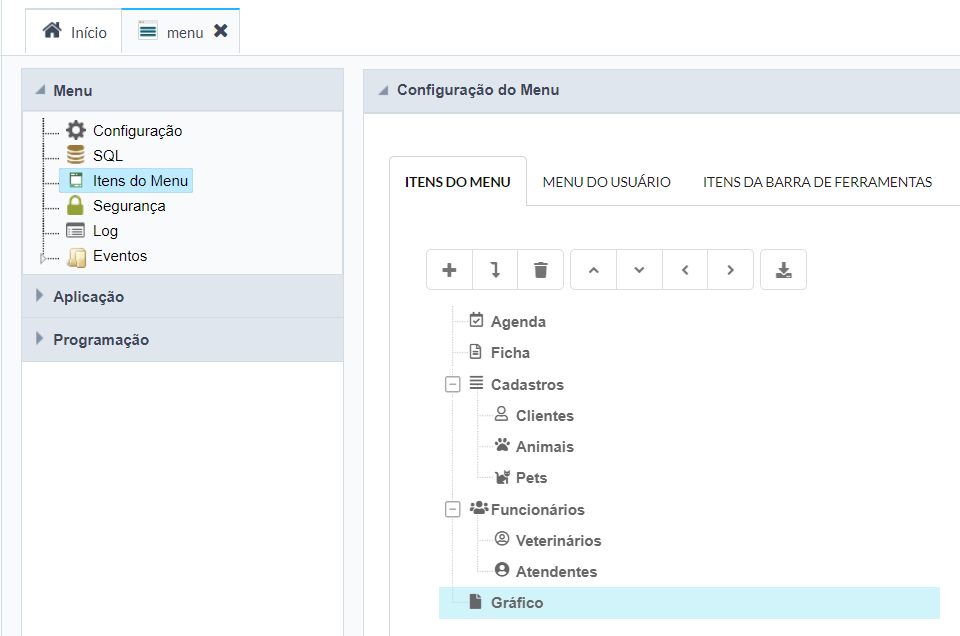 Início
menu
Menu
Configuração
SQL
Itens do Menu
Segurança
Log
Eventos
Aplicação
Programação
Configuração do Menu
ITENS DO MENU MENU DO USUÁRIO ITENS DA BARRA DE FERRAMENTAS
Agenda
Ficha
Cadastros
Clientes
Animais
Pets
Funcionários
Veterinários
Atendentes
Gráfico